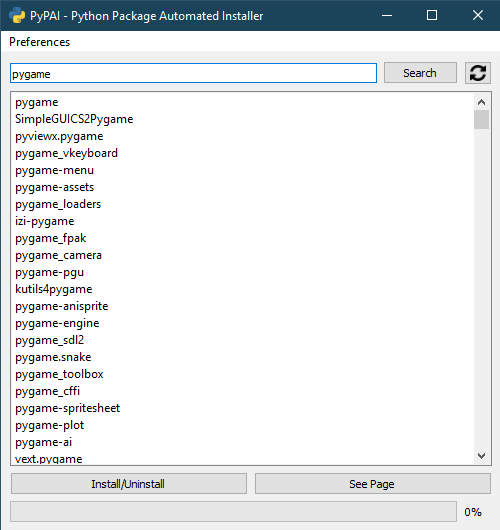 PyPAI - Python Package Automated Installer
Preferences
pygame Search
pygame
SimpleGUICS2Pygame
pyviewx.pygame
pygame_vkeyboard
pygame-menu
pygame-assets
pygame_loaders
izi-pygame
pygame_fpak
pygame_camera
pygame-pgu
kutils4pygame
pygame-anisprite
pygame-engine
pygame_sdl2
pygame.snake
pygame_toolbox
pygame_cffi
pygame-spritesheet
pygame-plot
pygame-ai
vext.pygame
Install/Uninstall See Page
0%